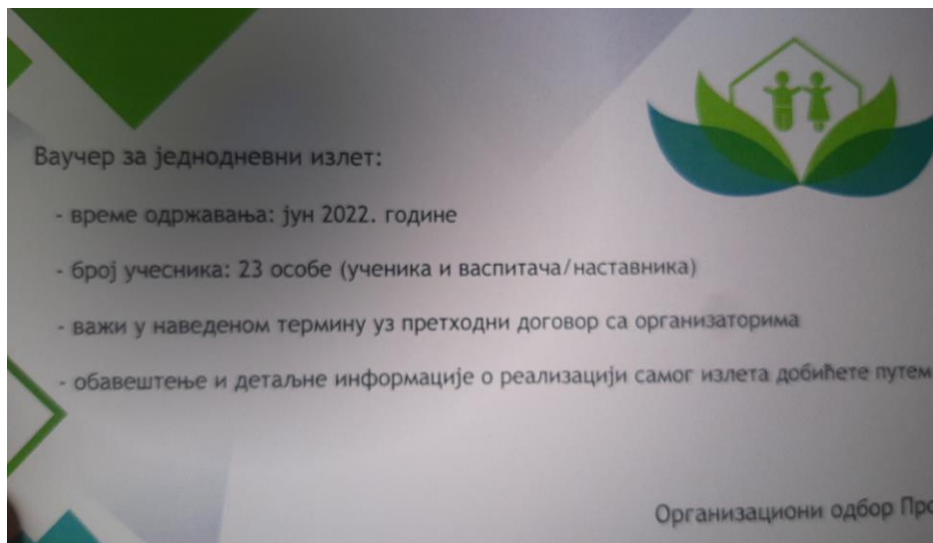 Ваучер за једнодневни излет:
- време одржавања: јун 2022. године
- број учесника: 23 особе (ученика и васпитача/наставника)
- важи у наведеном термину уз претходни договор са организаторима
- обавештење и детаљне информације о реализацији самог излета добићете путем
Организациони одбор